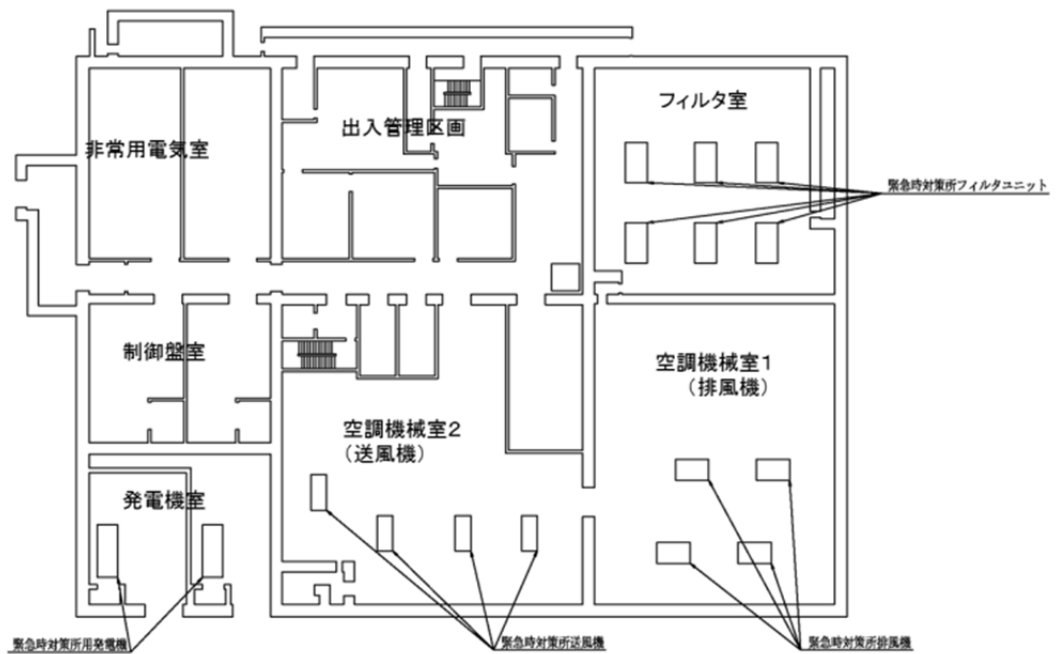 フィルタ室
出入管理区画
非常用電気室
緊急時対策所フィルタユニット
制御盤室
空調機械室1
（排風機）
空調機械室2
（送風機）
発電機室
緊急時対策所用発電機
緊急時対策所送風機
緊急時対策所排風機